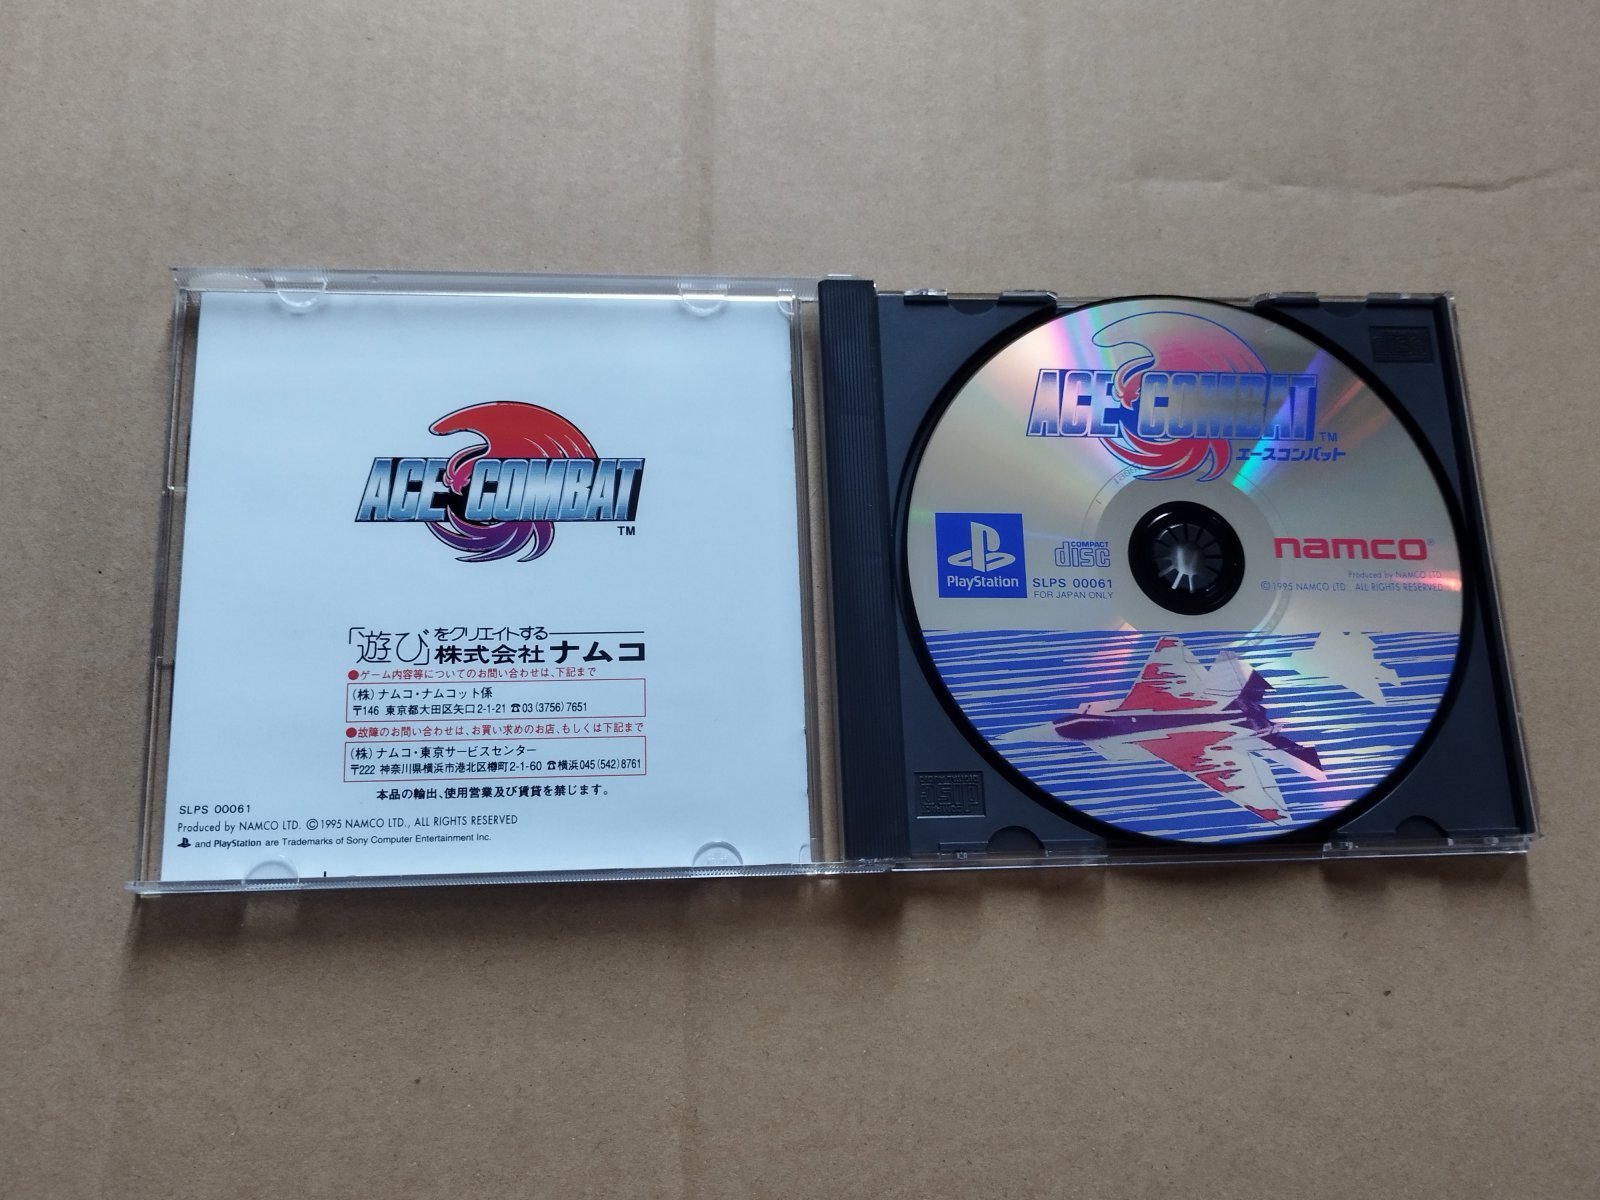 ACE COMBAT
TM
「遊び」をクリエイトする
株式会社ナムコ
●ゲーム内容等についてのお問い合わせは、下記まで
(株)ナムコ・ナムコット係
〒146 東京都大田区矢口2-1-21 ☎03(3756)7651
●故障のお問い合わせは、お買い求めのお店、もしくは下記まで
(株)ナムコ・東京サービスセンター
〒222 神奈川県横浜市港北区樽町2-1-60 ☎横浜045(542)8761
本品の輸出、使用営業及び賃貸を禁じます。
SLPS 00061
Produced by NAMCO LTD. ©1995 NAMCO LTD., ALL RIGHTS RESERVED
and PlayStation are Trademarks of Sony Computer Entertainment Inc.
ACE COMBAT
TM
エースコンバット
PlayStation
COMPACT
disc
SLPS 00061
FOR JAPAN ONLY
namco®
Produced by NAMCO LTD.
©1995 NAMCO LTD., ALL RIGHTS RESERVED